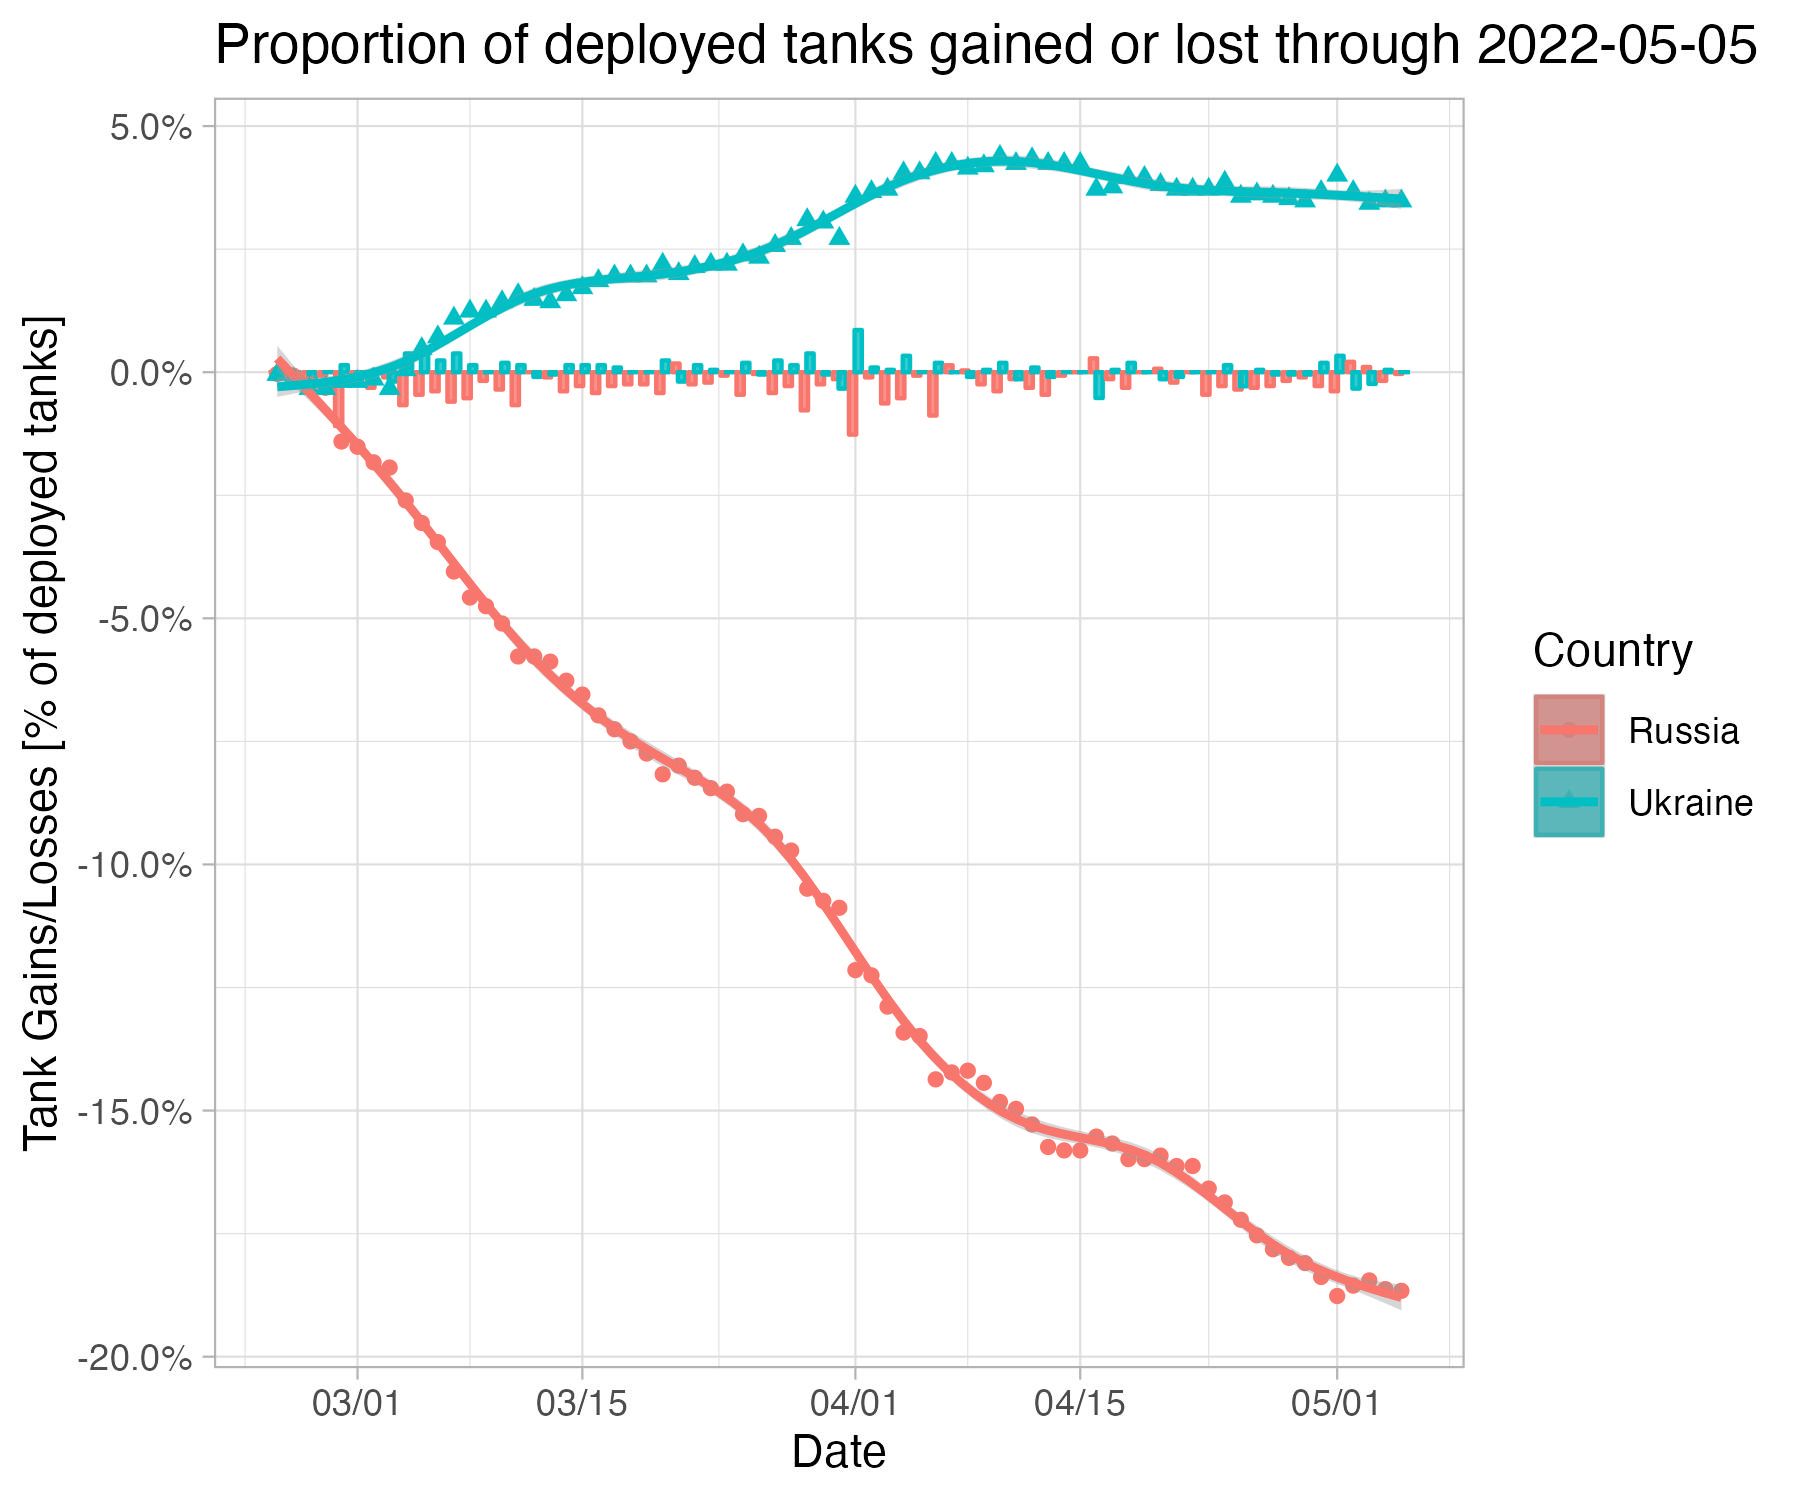 Proportion of deployed tanks gained or lost through 2022-05-05
Tank Gains/Losses [% of deployed tanks]
5.0%
0.0%
-5.0%
-10.0%
-15.0%
-20.0%
03/01
03/15
04/01
04/15
05/01
Date
Country
Russia
Ukraine